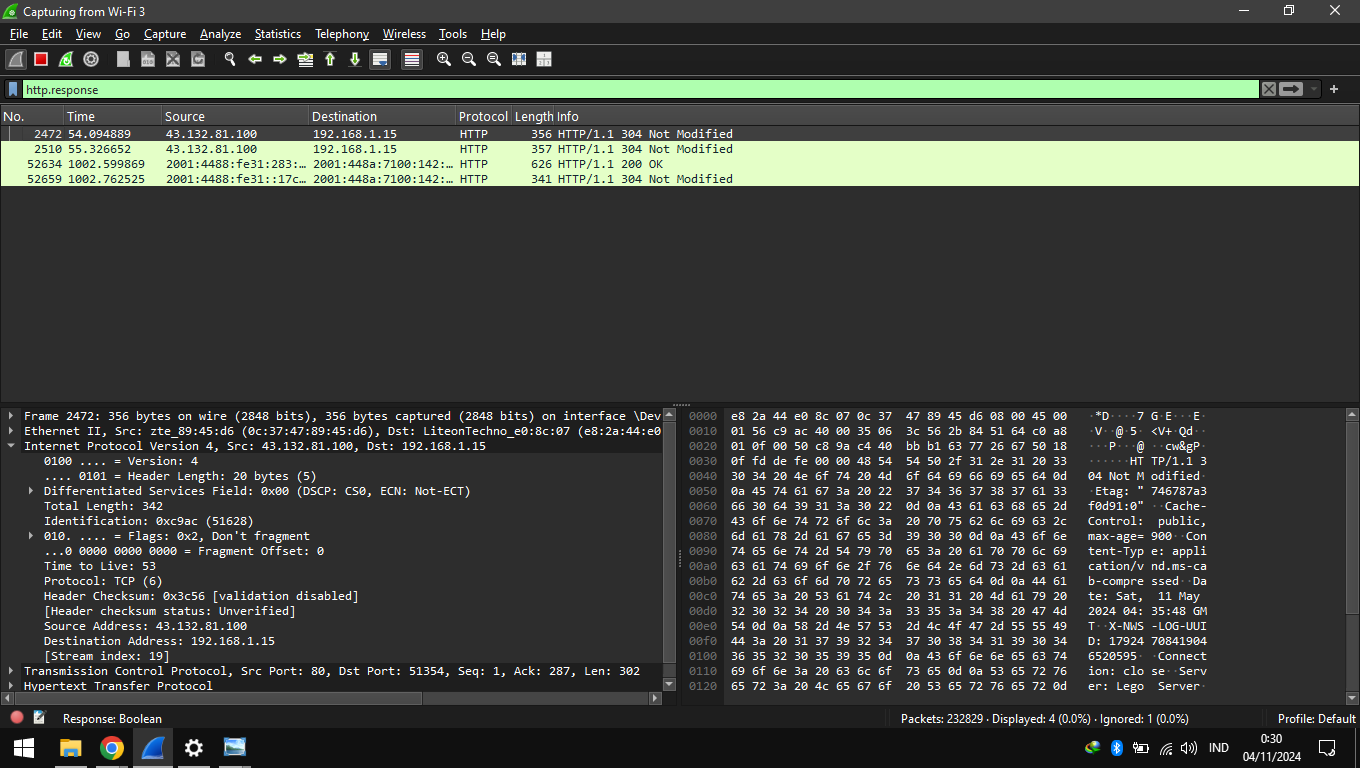 Capturing from Wi-Fi 3
File Edit View Go Capture Analyze Statistics Telephony Wireless Tools Help
http.response
No. Time Source Destination Protocol Length Info
2472 54.094889 43.132.81.100 192.168.1.15 HTTP 356 HTTP/1.1 304 Not Modified
2510 55.326652 43.132.81.100 192.168.1.15 HTTP 357 HTTP/1.1 304 Not Modified
52634 1002.599869 2001:4488:fe31:283:… 2001:448a:7100:142:… HTTP 626 HTTP/1.1 200 OK
52659 1002.762525 2001:4488:fe31::17c… 2001:448a:7100:142:… HTTP 341 HTTP/1.1 304 Not Modified
Frame 2472: 356 bytes on wire (2848 bits), 356 bytes captured (2848 bits) on interface \Dev
Ethernet II, Src: zte_89:45:d6 (0c:37:47:89:45:d6), Dst: LiteonTechno_e0:8c:07 (e8:2a:44:e0
Internet Protocol Version 4, Src: 43.132.81.100, Dst: 192.168.1.15
0100 .... = Version: 4
.... 0101 = Header Length: 20 bytes (5)
Differentiated Services Field: 0x00 (DSCP: CS0, ECN: Not-ECT)
Total Length: 342
Identification: 0xc9ac (51628)
010. .... = Flags: 0x2, Don't fragment
...0 0000 0000 0000 = Fragment Offset: 0
Time to Live: 53
Protocol: TCP (6)
Header Checksum: 0x3c56 [validation disabled]
[Header checksum status: Unverified]
Source Address: 43.132.81.100
Destination Address: 192.168.1.15
[Stream index: 19]
Transmission Control Protocol, Src Port: 80, Dst Port: 51354, Seq: 1, Ack: 287, Len: 302
Hypertext Transfer Protocol
0000 e8 2a 44 e0 8c 07 0c 37 47 89 45 d6 08 00 45 00 ·*D····7 G·E···E·
0010 01 56 c9 ac 40 00 35 06 3c 56 2b 84 51 64 c0 a8 ·V··@·5· <V+·Qd··
0020 01 0f 00 50 c8 9a c4 40 bb b1 63 77 26 67 50 18 ···P···@ ··cw&gP·
0030 0f fd de fe 00 00 48 54 54 50 2f 31 2e 31 20 33 ······HT TP/1.1 3
0040 30 34 20 4e 6f 74 20 4d 6f 64 69 66 69 65 64 0d 04 Not M odified·
0050 0a 45 74 61 67 3a 20 22 37 34 36 37 38 37 61 33 ·Etag: " 746787a3
0060 66 30 64 39 31 3a 30 22 0d 0a 43 61 63 68 65 2d f0d91:0" ··Cache-
0070 43 6f 6e 74 72 6f 6c 3a 20 70 75 62 6c 69 63 2c Control: public,
0080 6d 61 78 2d 61 67 65 3d 39 30 30 0d 0a 43 6f 6e max-age= 900··Con
0090 74 65 6e 74 2d 54 79 70 65 3a 20 61 70 70 6c 69 tent-Typ e: appli
00a0 63 61 74 69 6f 6e 2f 76 6e 64 2e 6d 73 2d 63 61 cation/v nd.ms-ca
00b0 62 2d 63 6f 6d 70 72 65 73 73 65 64 0d 0a 44 61 b-compre ssed··Da
00c0 74 65 3a 20 53 61 74 2c 20 31 31 20 4d 61 79 20 te: Sat, 11 May
00d0 32 30 32 34 20 30 34 3a 33 35 3a 34 38 20 47 4d 2024 04: 35:48 GM
00e0 54 0d 0a 58 2d 4e 57 53 2d 4c 4f 47 2d 55 55 49 T··X-NWS -LOG-UUI
00f0 44 3a 20 31 37 39 32 34 37 30 38 34 31 39 30 34 D: 17924 70841904
0100 36 35 32 30 35 39 35 0d 0a 43 6f 6e 6e 65 63 74 6520595· ·Connect
0110 69 6f 6e 3a 20 63 6c 6f 73 65 0d 0a 53 65 72 76 ion: clo se··Serv
0120 65 72 3a 20 4c 65 67 6f 20 53 65 72 76 65 72 0d er: Lego Server·
Response: Boolean
Packets: 232829 · Displayed: 4 (0.0%) · Ignored: 1 (0.0%)
Profile: Default
IND
0:30
04/11/2024